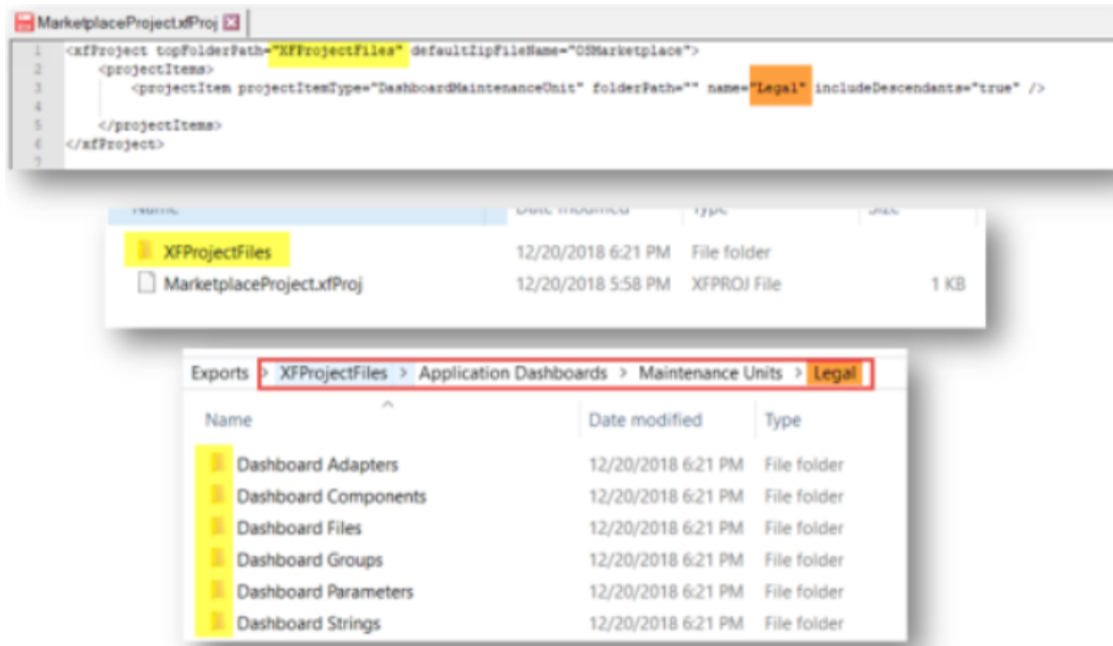 MarketplaceProject.xfProj
1 <xfProject topFolderPath="XFProjectFiles" defaultZipFileName="OSMarketplace">
2 <projectItems>
3 <projectItem projectItemType="DashboardMaintenanceUnit" folderPath="" name="Legal" includeDescendants="true" />
4
5 </projectItems>
6 </xfProject>
7
Name Date modified Type Size
XFProjectFiles 12/20/2018 6:21 PM File folder
MarketplaceProject.xfProj 12/20/2018 5:58 PM XFPROJ File 1 KB
Exports > XFProjectFiles > Application Dashboards > Maintenance Units > Legal
Name Date modified Type
Dashboard Adapters 12/20/2018 6:21 PM File folder
Dashboard Components 12/20/2018 6:21 PM File folder
Dashboard Files 12/20/2018 6:21 PM File folder
Dashboard Groups 12/20/2018 6:21 PM File folder
Dashboard Parameters 12/20/2018 6:21 PM File folder
Dashboard Strings 12/20/2018 6:21 PM File folder